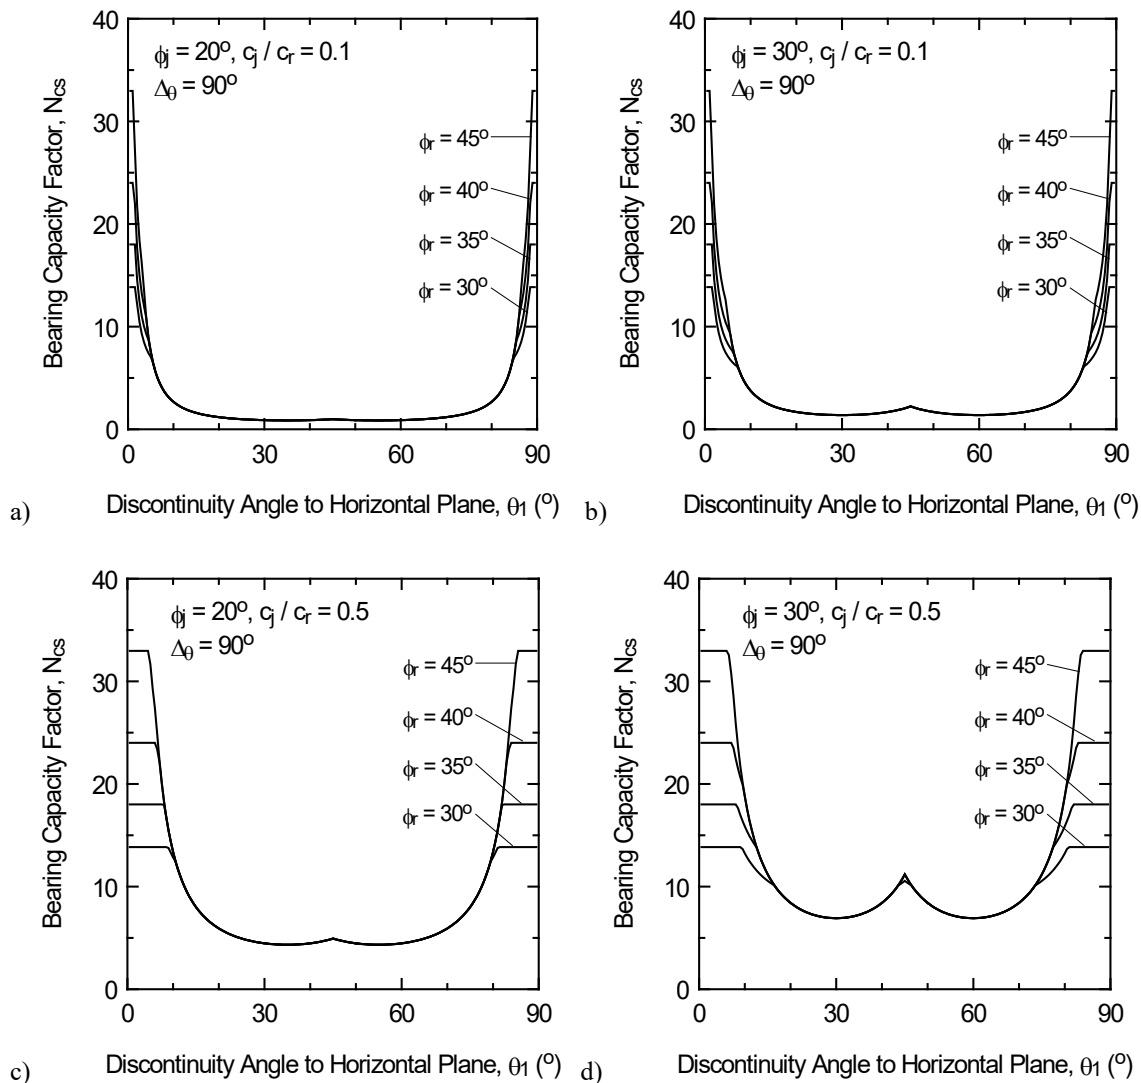 40
30
20
10
0
Bearing Capacity Factor, Ncs
ϕj = 20º, cj / cr = 0.1
Δθ = 90º
ϕr = 45º
ϕr = 40º
ϕr = 35º
ϕr = 30º
0 30 60 90
a) Discontinuity Angle to Horizontal Plane, θ1 (º)
40
30
20
10
0
Bearing Capacity Factor, Ncs
ϕj = 30º, cj / cr = 0.1
Δθ = 90º
ϕr = 45º
ϕr = 40º
ϕr = 35º
ϕr = 30º
0 30 60 90
b) Discontinuity Angle to Horizontal Plane, θ1 (º)
40
30
20
10
0
Bearing Capacity Factor, Ncs
ϕj = 20º, cj / cr = 0.5
Δθ = 90º
ϕr = 45º
ϕr = 40º
ϕr = 35º
ϕr = 30º
0 30 60 90
c) Discontinuity Angle to Horizontal Plane, θ1 (º)
40
30
20
10
0
Bearing Capacity Factor, Ncs
ϕj = 30º, cj / cr = 0.5
Δθ = 90º
ϕr = 45º
ϕr = 40º
ϕr = 35º
ϕr = 30º
0 30 60 90
d) Discontinuity Angle to Horizontal Plane, θ1 (º)